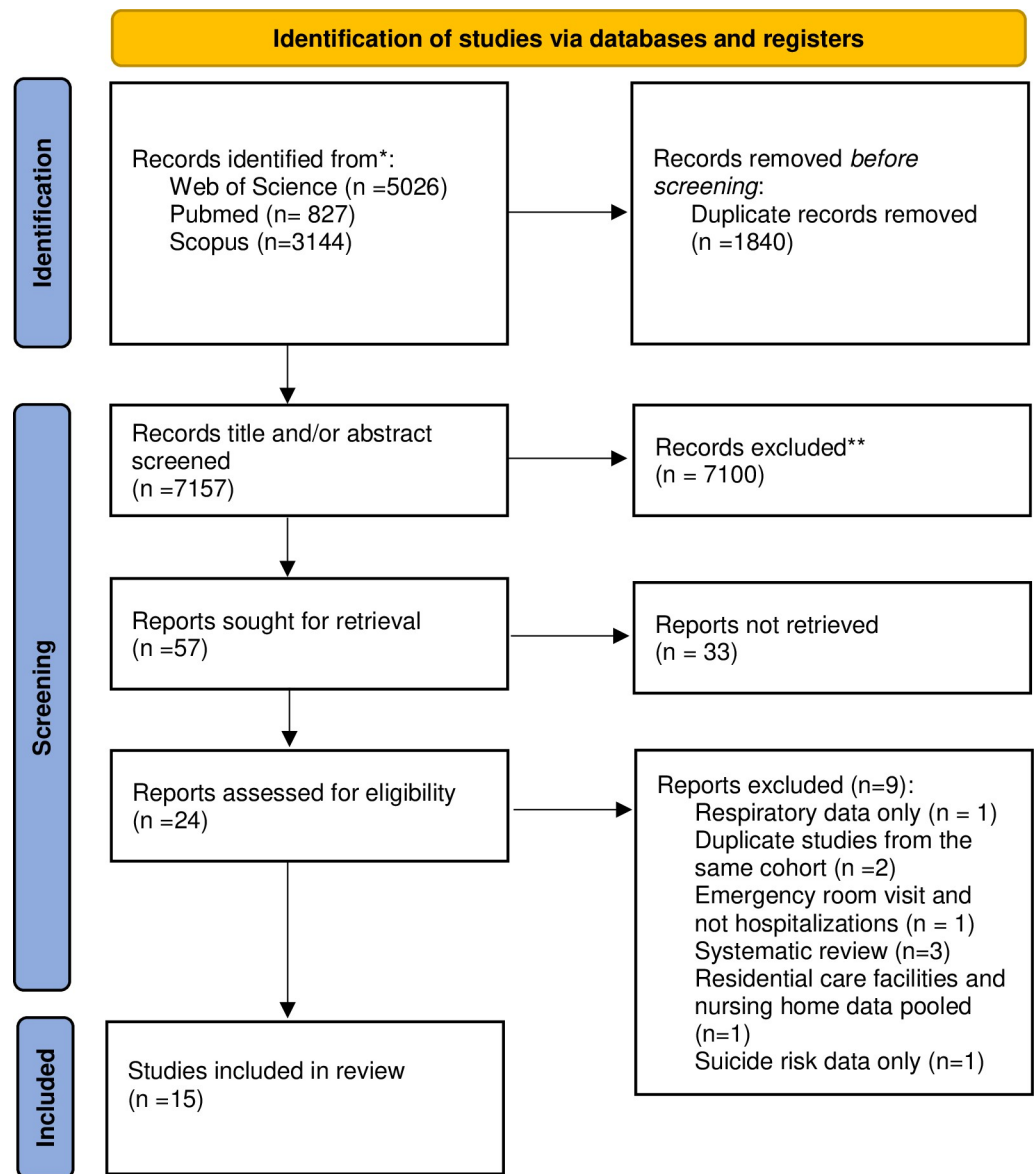 Identification of studies via databases and registers
Identification
Records identified from*:
Web of Science (n =5026)
Pubmed (n= 827)
Scopus (n=3144)
Records removed before
screening:
Duplicate records removed
(n =1840)
Screening
Records title and/or abstract
screened
(n =7157)
Records excluded**
(n = 7100)
Reports sought for retrieval
(n =57)
Reports not retrieved
(n = 33)
Reports assessed for eligibility
(n =24)
Reports excluded (n=9):
Respiratory data only (n = 1)
Duplicate studies from the
same cohort (n =2)
Emergency room visit and
not hospitalizations (n = 1)
Systematic review (n=3)
Residential care facilities and
nursing home data pooled
(n=1)
Suicide risk data only (n=1)
Included
Studies included in review
(n =15)